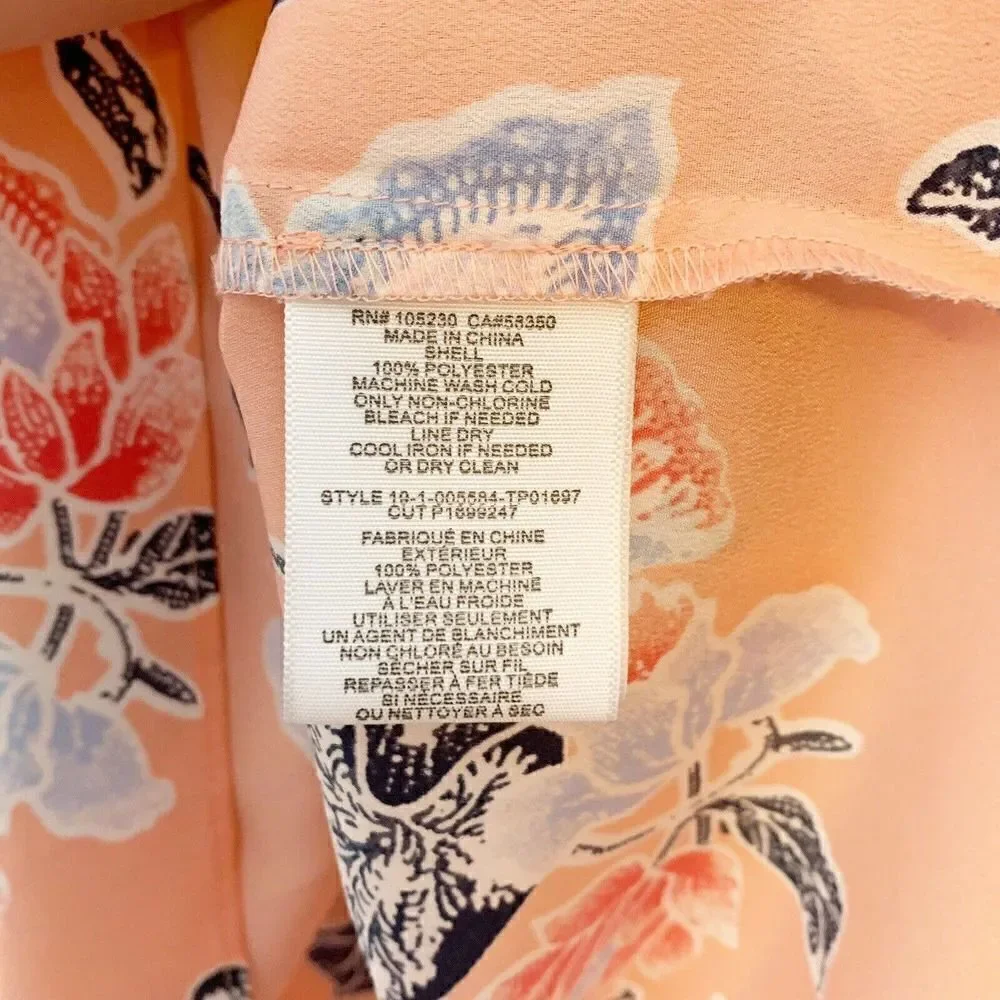 RN# 105230 CA#58350
MADE IN CHINA
SHELL
100% POLYESTER
MACHINE WASH COLD
ONLY NON-CHLORINE
BLEACH IF NEEDED
LINE DRY
COOL IRON IF NEEDED
OR DRY CLEAN
STYLE 19-1-005584-TP01697
CUT P1699247
FABRIQUÉ EN CHINE
EXTÉRIEUR
100% POLYESTER
LAVER EN MACHINE
À L'EAU FROIDE
UTILISER SEULEMENT
UN AGENT DE BLANCHIMENT
NON CHLORÉ AU BESOIN
SÉCHER SUR FIL
REPASSER À FER TIÈDE
SI NÉCESSAIRE
OU NETTOYER À SEC